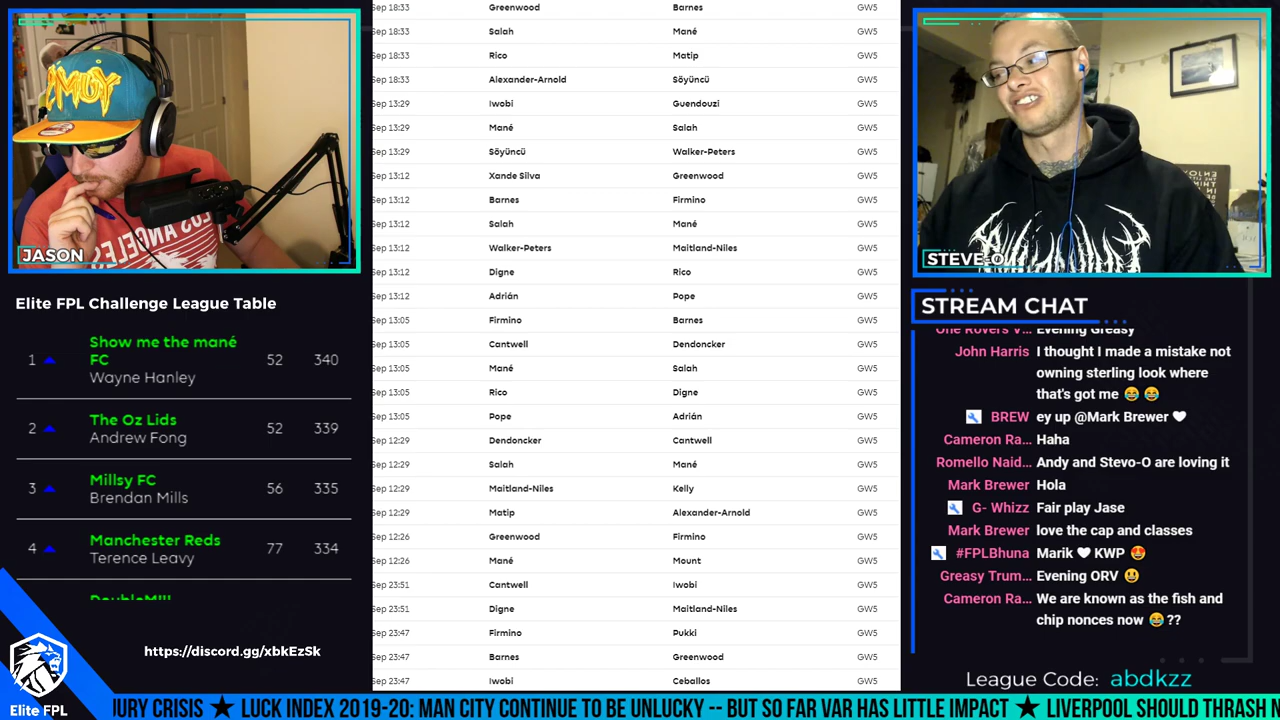 JASON
Elite FPL Challenge League Table
1 Show me the mané FC 52 340
Wayne Hanley
2 The Oz Lids 52 339
Andrew Fong
3 Millsy FC 56 335
Brendan Mills
4 Manchester Reds 77 334
Terence Leavy
https://discord.gg/xbkEzSk
Elite FPL
Sep 18:33 Greenwood Barnes GW5
Sep 18:33 Salah Mané GW5
Sep 18:33 Rico Matip GW5
Sep 18:33 Alexander-Arnold Söyüncü GW5
Sep 13:29 Iwobi Guendouzi GW5
Sep 13:29 Mané Salah GW5
Sep 13:29 Söyüncü Walker-Peters GW5
Sep 13:12 Xande Silva Greenwood GW5
Sep 13:12 Barnes Firmino GW5
Sep 13:12 Salah Mané GW5
Sep 13:12 Walker-Peters Maitland-Niles GW5
Sep 13:12 Digne Rico GW5
Sep 13:12 Adrián Pope GW5
Sep 13:05 Firmino Barnes GW5
Sep 13:05 Cantwell Dendoncker GW5
Sep 13:05 Mané Salah GW5
Sep 13:05 Rico Digne GW5
Sep 13:05 Pope Adrián GW5
Sep 12:29 Dendoncker Cantwell GW5
Sep 12:29 Salah Mané GW5
Sep 12:29 Maitland-Niles Kelly GW5
Sep 12:29 Matip Alexander-Arnold GW5
Sep 12:26 Greenwood Firmino GW5
Sep 12:26 Mané Mount GW5
Sep 23:51 Cantwell Iwobi GW5
Sep 23:51 Digne Maitland-Niles GW5
Sep 23:47 Firmino Pukki GW5
Sep 23:47 Barnes Greenwood GW5
Sep 23:47 Iwobi Ceballos GW5
STEVE-O
STREAM CHAT
One Rovers V... Evening Greasy
John Harris I thought I made a mistake not
owning sterling look where
that's got me 😂 😂
BREW ey up @Mark Brewer 🤍
Cameron Ra... Haha
Romello Naid... Andy and Stevo-O are loving it
Mark Brewer Hola
G- Whizz Fair play Jase
Mark Brewer love the cap and classes
#FPLBhuna Marik 🤍 KWP 😍
Greasy Trum... Evening ORV 😃
Cameron Ra... We are known as the fish and
chip nonces now 😂 ??
League Code: abdkzz
JURY CRISIS ★ LUCK INDEX 2019-20: MAN CITY CONTINUE TO BE UNLUCKY -- BUT SO FAR VAR HAS LITTLE IMPACT ★ LIVERPOOL SHOULD THRASH